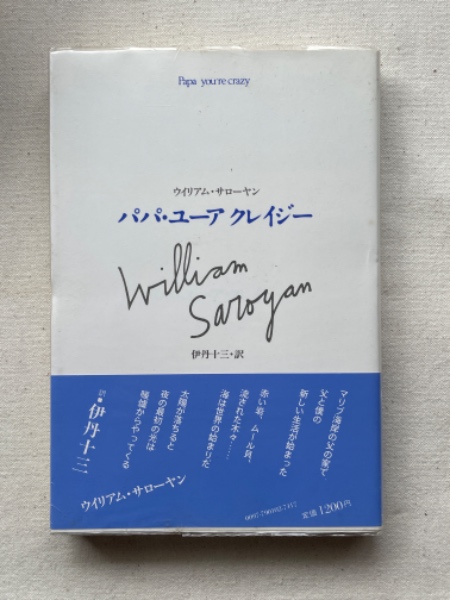 Papa you're crazy
ウイリアム・サローヤン
パパ・ユーア クレイジー
William
Saroyan
伊丹十三・訳
マリブ海岸の父の家で
父と僕の
新しい生活が始まった
赤い岩、ムール貝、
流された木々……
海は世界の始まりだ
太陽が落ちると
夜の最初の光は
暖爐からやってくる
訳・伊丹十三
ウイリアム・サローヤン
定価1200円